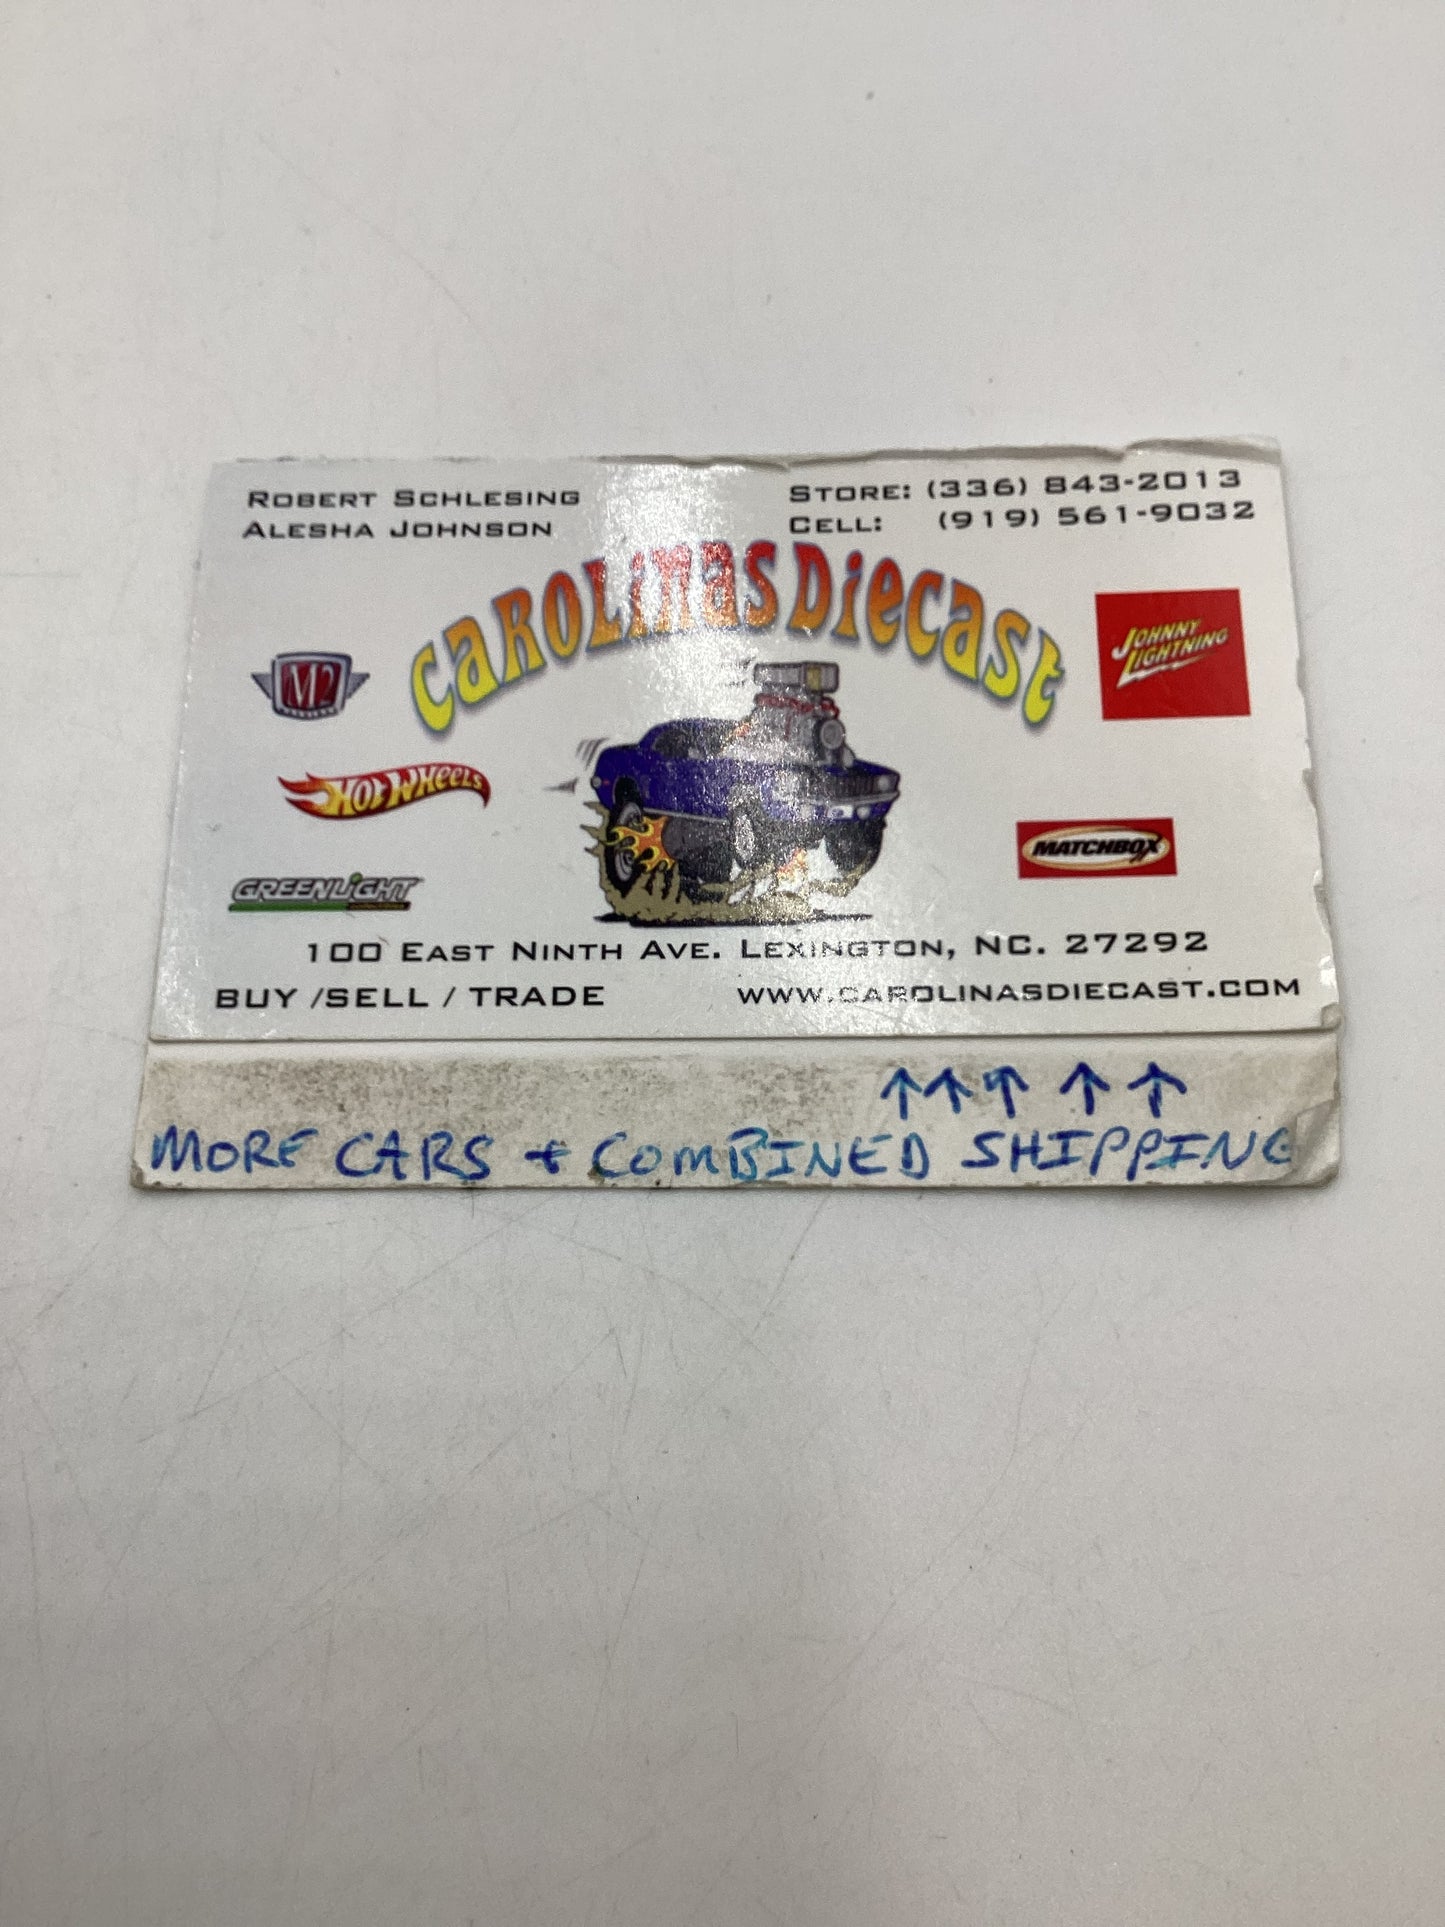 ROBERT SCHLESING
ALESHA JOHNSON
STORE: (336) 843-2013
CELL: (919) 561-9032
CAROLINAS DIECAST
M2
JOHNNY
LIGHTNING
HOT WHEELS
MATCHBOX
GREENLIGHT
100 EAST NINTH AVE. LEXINGTON, NC. 27292
BUY /SELL / TRADE
WWW.CAROLINASDIECAST.COM
↑↑↑ ↑ ↑
MORE CARS + COMBINED SHIPPING